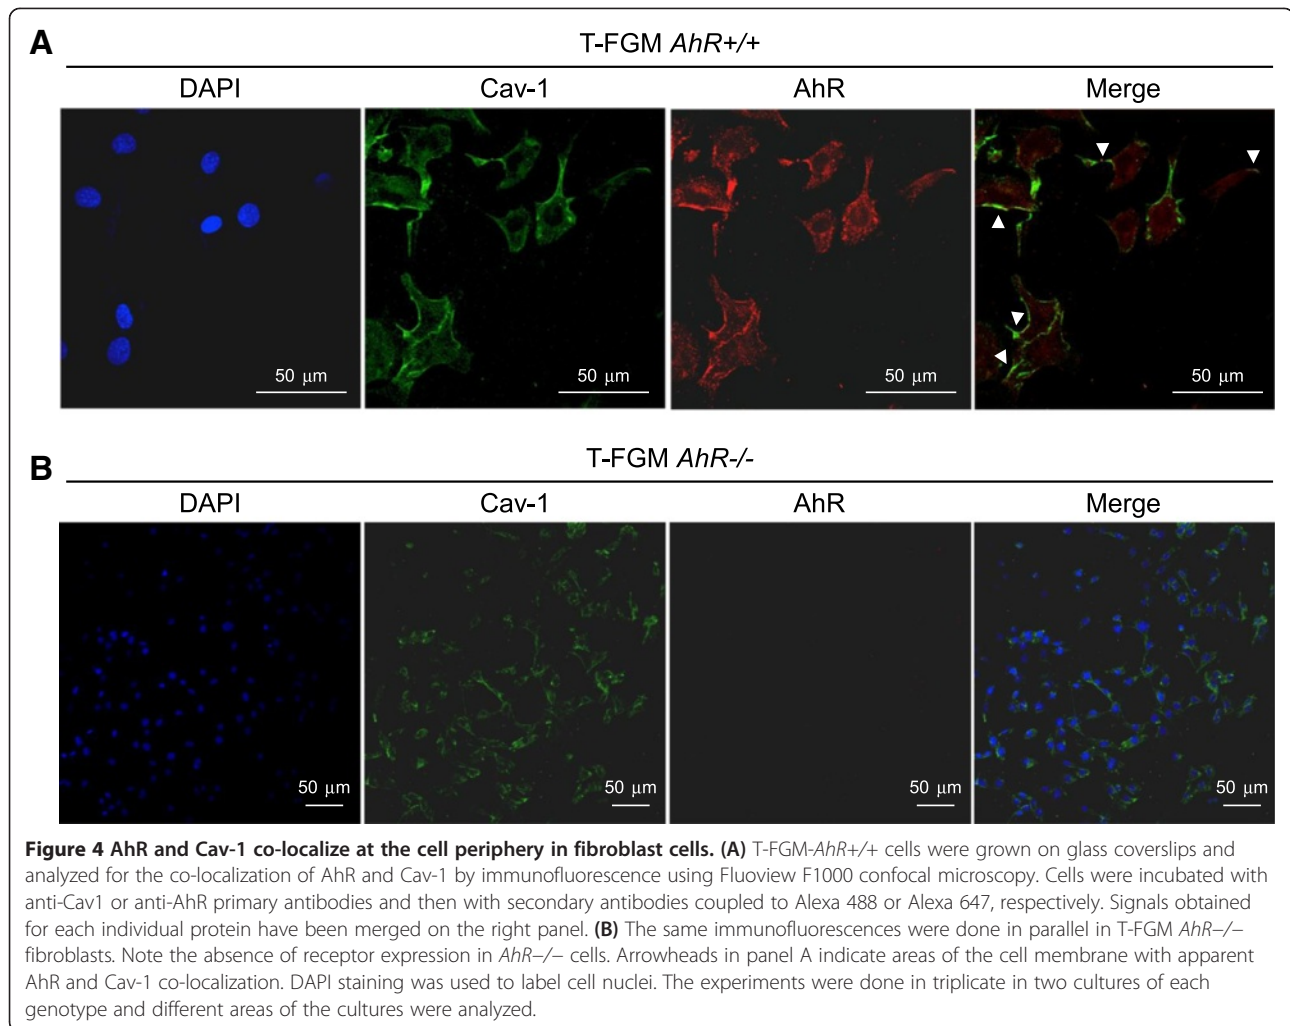 A
T-FGM AhR+/+
DAPI Cav-1 AhR Merge
50 μm 50 μm 50 μm 50 μm
B
T-FGM AhR-/-
DAPI Cav-1 AhR Merge
50 μm 50 μm 50 μm 50 μm
Figure 4 AhR and Cav-1 co-localize at the cell periphery in fibroblast cells. (A) T-FGM-AhR+/+ cells were grown on glass coverslips and
analyzed for the co-localization of AhR and Cav-1 by immunofluorescence using Fluoview F1000 confocal microscopy. Cells were incubated with
anti-Cav1 or anti-AhR primary antibodies and then with secondary antibodies coupled to Alexa 488 or Alexa 647, respectively. Signals obtained
for each individual protein have been merged on the right panel. (B) The same immunofluorescences were done in parallel in T-FGM AhR−/−
fibroblasts. Note the absence of receptor expression in AhR−/− cells. Arrowheads in panel A indicate areas of the cell membrane with apparent
AhR and Cav-1 co-localization. DAPI staining was used to label cell nuclei. The experiments were done in triplicate in two cultures of each
genotype and different areas of the cultures were analyzed.